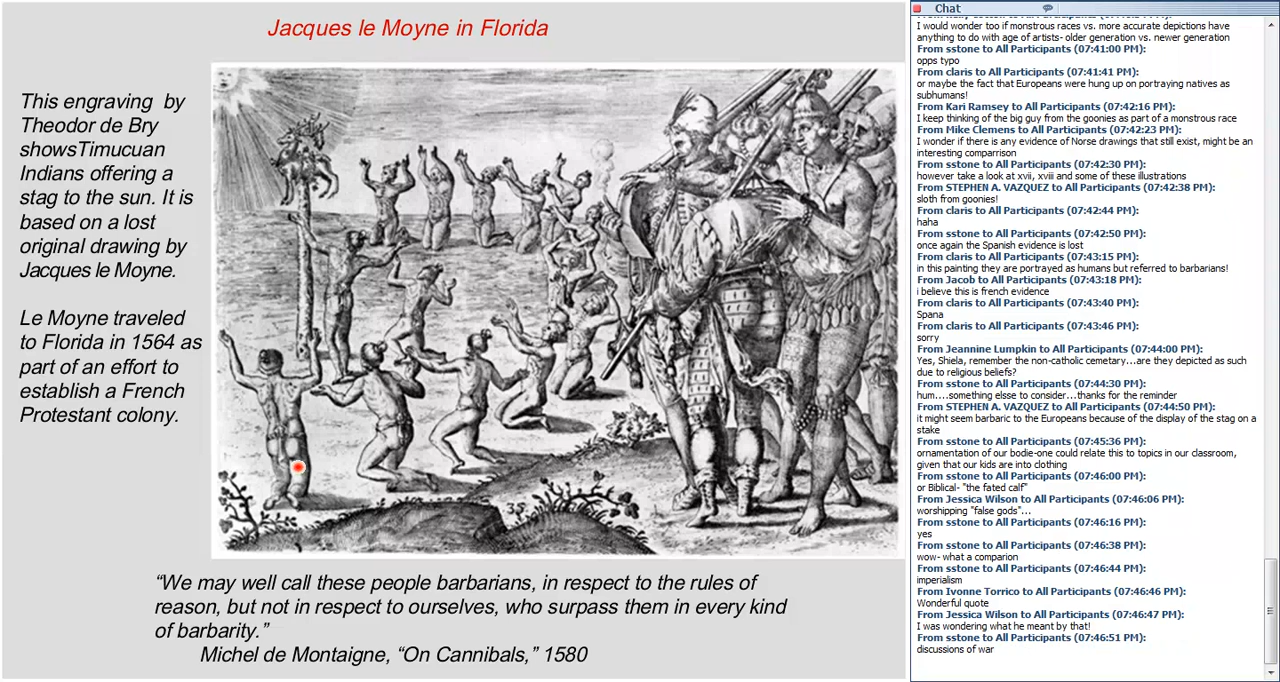 Jacques le Moyne in Florida
This engraving by
Theodor de Bry
showsTimucuan
Indians offering a
stag to the sun. It is
based on a lost
original drawing by
Jacques le Moyne.
Le Moyne traveled
to Florida in 1564 as
part of an effort to
establish a French
Protestant colony.
35
“We may well call these people barbarians, in respect to the rules of
reason, but not in respect to ourselves, who surpass them in every kind
of barbarity.”
Michel de Montaigne, “On Cannibals,” 1580
Chat
I would wonder too if monstrous races vs. more accurate depictions have
anything to do with age of artists- older generation vs. newer generation
From sstone to All Participants (07:41:00 PM):
opps typo
From claris to All Participants (07:41:41 PM):
or maybe the fact that Europeans were hung up on portraying natives as
subhumans!
From Kari Ramsey to All Participants (07:42:16 PM):
I keep thinking of the big guy from the goonies as part of a monstrous race
From Mike Clemens to All Participants (07:42:23 PM):
I wonder if there is any evidence of Norse drawings that still exist, might be an
interesting comparrison
From sstone to All Participants (07:42:30 PM):
however take a look at xvii, xviii and some of these illustrations
From STEPHEN A. VAZQUEZ to All Participants (07:42:38 PM):
sloth from goonies!
From claris to All Participants (07:42:44 PM):
haha
From sstone to All Participants (07:42:50 PM):
once again the Spanish evidence is lost
From claris to All Participants (07:43:15 PM):
in this painting they are portrayed as humans but referred to barbarians!
From Jacob to All Participants (07:43:18 PM):
i believe this is french evidence
From claris to All Participants (07:43:40 PM):
Spana
From claris to All Participants (07:43:46 PM):
sorry
From Jeannine Lumpkin to All Participants (07:44:00 PM):
Yes, Shiela, remember the non-catholic cemetary...are they depicted as such
due to religious beliefs?
From sstone to All Participants (07:44:30 PM):
hum....something elsse to consider...thanks for the reminder
From STEPHEN A. VAZQUEZ to All Participants (07:44:50 PM):
it might seem barbaric to the Europeans because of the display of the stag on a
stake
From sstone to All Participants (07:45:36 PM):
ornamentation of our bodie-one could relate this to topics in our classroom,
given that our kids are into clothing
From sstone to All Participants (07:46:00 PM):
or Biblical- "the fated calf"
From Jessica Wilson to All Participants (07:46:06 PM):
worshipping "false gods"...
From sstone to All Participants (07:46:16 PM):
yes
From sstone to All Participants (07:46:38 PM):
wow- what a comparion
From sstone to All Participants (07:46:44 PM):
imperialism
From Ivonne Torrico to All Participants (07:46:46 PM):
Wonderful quote
From Jessica Wilson to All Participants (07:46:47 PM):
I was wondering what he meant by that!
From sstone to All Participants (07:46:51 PM):
discussions of war